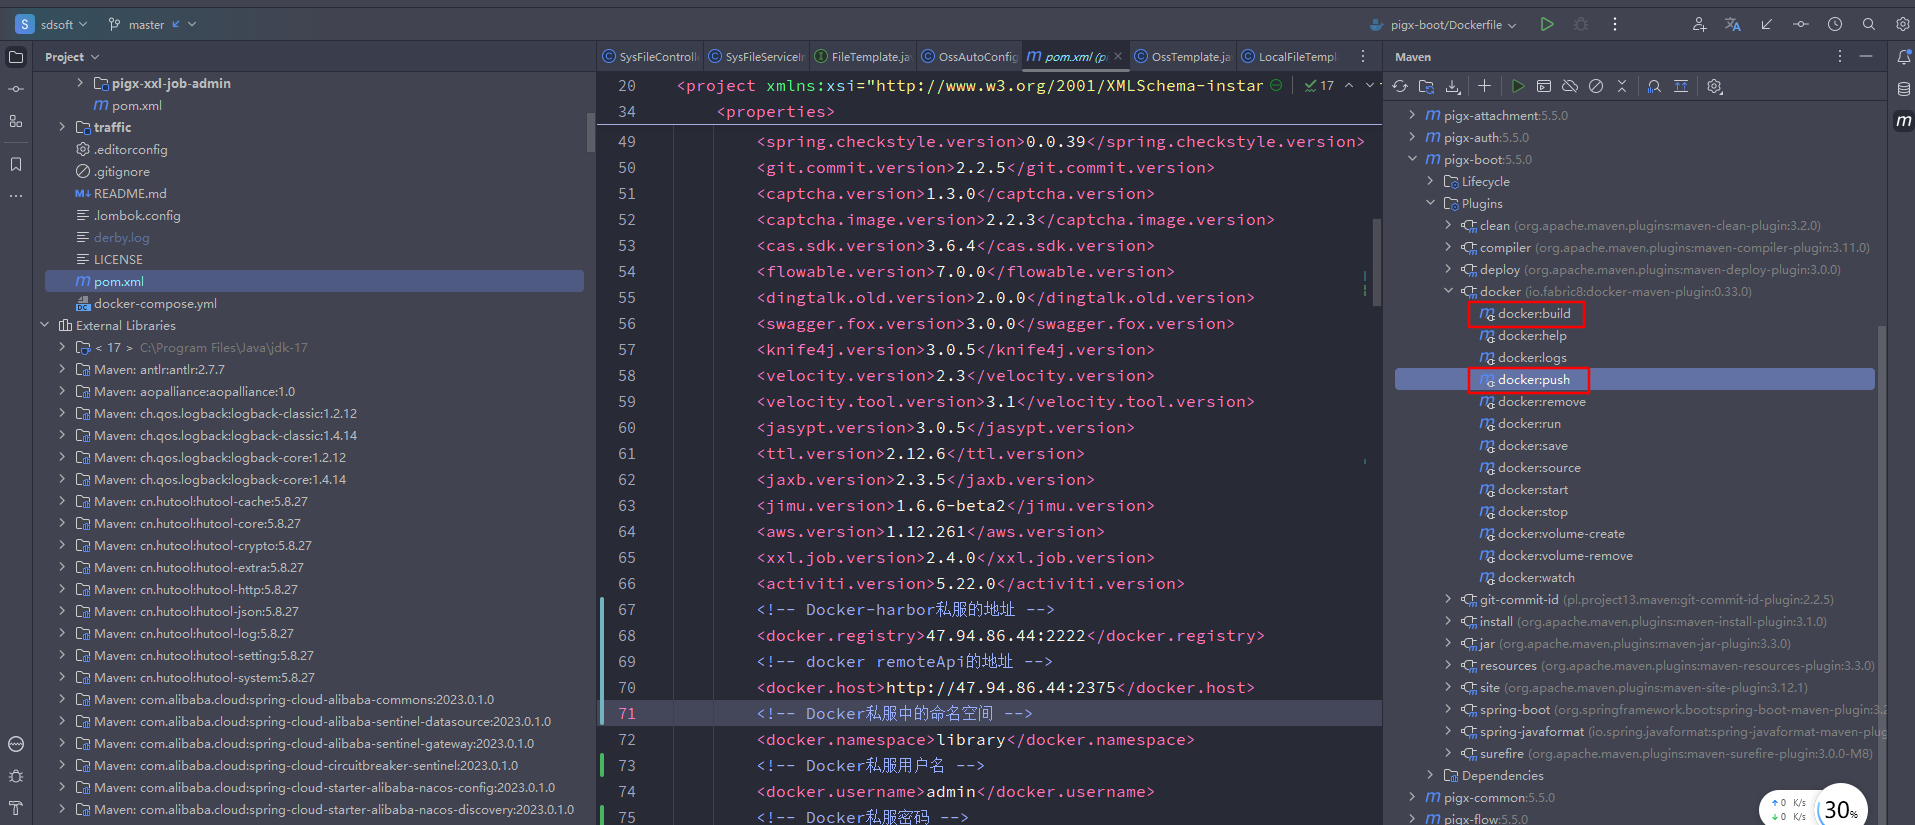 S sdsoft master pigx-boot/Dockerfile
Project
pigx-xxl-job-admin
pom.xml
traffic
.editorconfig
.gitignore
README.md
.lombok.config
derby.log
LICENSE
pom.xml
docker-compose.yml
External Libraries
< 17 > C:\Program Files\Java\jdk-17
Maven: antlr:antlr:2.7.7
Maven: aopalliance:aopalliance:1.0
Maven: ch.qos.logback:logback-classic:1.2.12
Maven: ch.qos.logback:logback-classic:1.4.14
Maven: ch.qos.logback:logback-core:1.2.12
Maven: ch.qos.logback:logback-core:1.4.14
Maven: cn.hutool:hutool-cache:5.8.27
Maven: cn.hutool:hutool-core:5.8.27
Maven: cn.hutool:hutool-crypto:5.8.27
Maven: cn.hutool:hutool-extra:5.8.27
Maven: cn.hutool:hutool-http:5.8.27
Maven: cn.hutool:hutool-json:5.8.27
Maven: cn.hutool:hutool-log:5.8.27
Maven: cn.hutool:hutool-setting:5.8.27
Maven: cn.hutool:hutool-system:5.8.27
Maven: com.alibaba.cloud:spring-cloud-alibaba-commons:2023.0.1.0
Maven: com.alibaba.cloud:spring-cloud-alibaba-sentinel-datasource:2023.0.1.0
Maven: com.alibaba.cloud:spring-cloud-alibaba-sentinel-gateway:2023.0.1.0
Maven: com.alibaba.cloud:spring-cloud-circuitbreaker-sentinel:2023.0.1.0
Maven: com.alibaba.cloud:spring-cloud-starter-alibaba-nacos-config:2023.0.1.0
Maven: com.alibaba.cloud:spring-cloud-starter-alibaba-nacos-discovery:2023.0.1.0
SysFileControll SysFileServiceIm FileTemplate.ja OssAutoConfig pom.xml (p OssTemplate.ja LocalFileTempl
17
20 <project xmlns:xsi="http://www.w3.org/2001/XMLSchema-instar
34 <properties>
49 <spring.checkstyle.version>0.0.39</spring.checkstyle.version>
50 <git.commit.version>2.2.5</git.commit.version>
51 <captcha.version>1.3.0</captcha.version>
52 <captcha.image.version>2.2.3</captcha.image.version>
53 <cas.sdk.version>3.6.4</cas.sdk.version>
54 <flowable.version>7.0.0</flowable.version>
55 <dingtalk.old.version>2.0.0</dingtalk.old.version>
56 <swagger.fox.version>3.0.0</swagger.fox.version>
57 <knife4j.version>3.0.5</knife4j.version>
58 <velocity.version>2.3</velocity.version>
59 <velocity.tool.version>3.1</velocity.tool.version>
60 <jasypt.version>3.0.5</jasypt.version>
61 <ttl.version>2.12.6</ttl.version>
62 <jaxb.version>2.3.5</jaxb.version>
63 <jimu.version>1.6.6-beta2</jimu.version>
64 <aws.version>1.12.261</aws.version>
65 <xxl.job.version>2.4.0</xxl.job.version>
66 <activiti.version>5.22.0</activiti.version>
67 <!-- Docker-harbor私服的地址 -->
68 <docker.registry>47.94.86.44:2222</docker.registry>
69 <!-- docker remoteApi的地址 -->
70 <docker.host>http://47.94.86.44:2375</docker.host>
71 <!-- Docker私服中的命名空间 -->
72 <docker.namespace>library</docker.namespace>
73 <!-- Docker私服用户名 -->
74 <docker.username>admin</docker.username>
75 <!-- Docker私服密码 -->
Maven
pigx-attachment:5.5.0
pigx-auth:5.5.0
pigx-boot:5.5.0
Lifecycle
Plugins
clean (org.apache.maven.plugins:maven-clean-plugin:3.2.0)
compiler (org.apache.maven.plugins:maven-compiler-plugin:3.11.0)
deploy (org.apache.maven.plugins:maven-deploy-plugin:3.0.0)
docker (io.fabric8:docker-maven-plugin:0.33.0)
docker:build
docker:help
docker:logs
docker:push
docker:remove
docker:run
docker:save
docker:source
docker:start
docker:stop
docker:volume-create
docker:volume-remove
docker:watch
git-commit-id (pl.project13.maven:git-commit-id-plugin:2.2.5)
install (org.apache.maven.plugins:maven-install-plugin:3.1.0)
jar (org.apache.maven.plugins:maven-jar-plugin:3.3.0)
resources (org.apache.maven.plugins:maven-resources-plugin:3.3.0)
site (org.apache.maven.plugins:maven-site-plugin:3.12.1)
spring-boot (org.springframework.boot:spring-boot-maven-plugin:3.2
spring-javaformat (io.spring.javaformat:spring-javaformat-maven-plug
surefire (org.apache.maven.plugins:maven-surefire-plugin:3.0.0-M8)
Dependencies
pigx-common:5.5.0
pigx-flow:5.5.0
↑ 0 K/s
↓ 0 K/s
30%